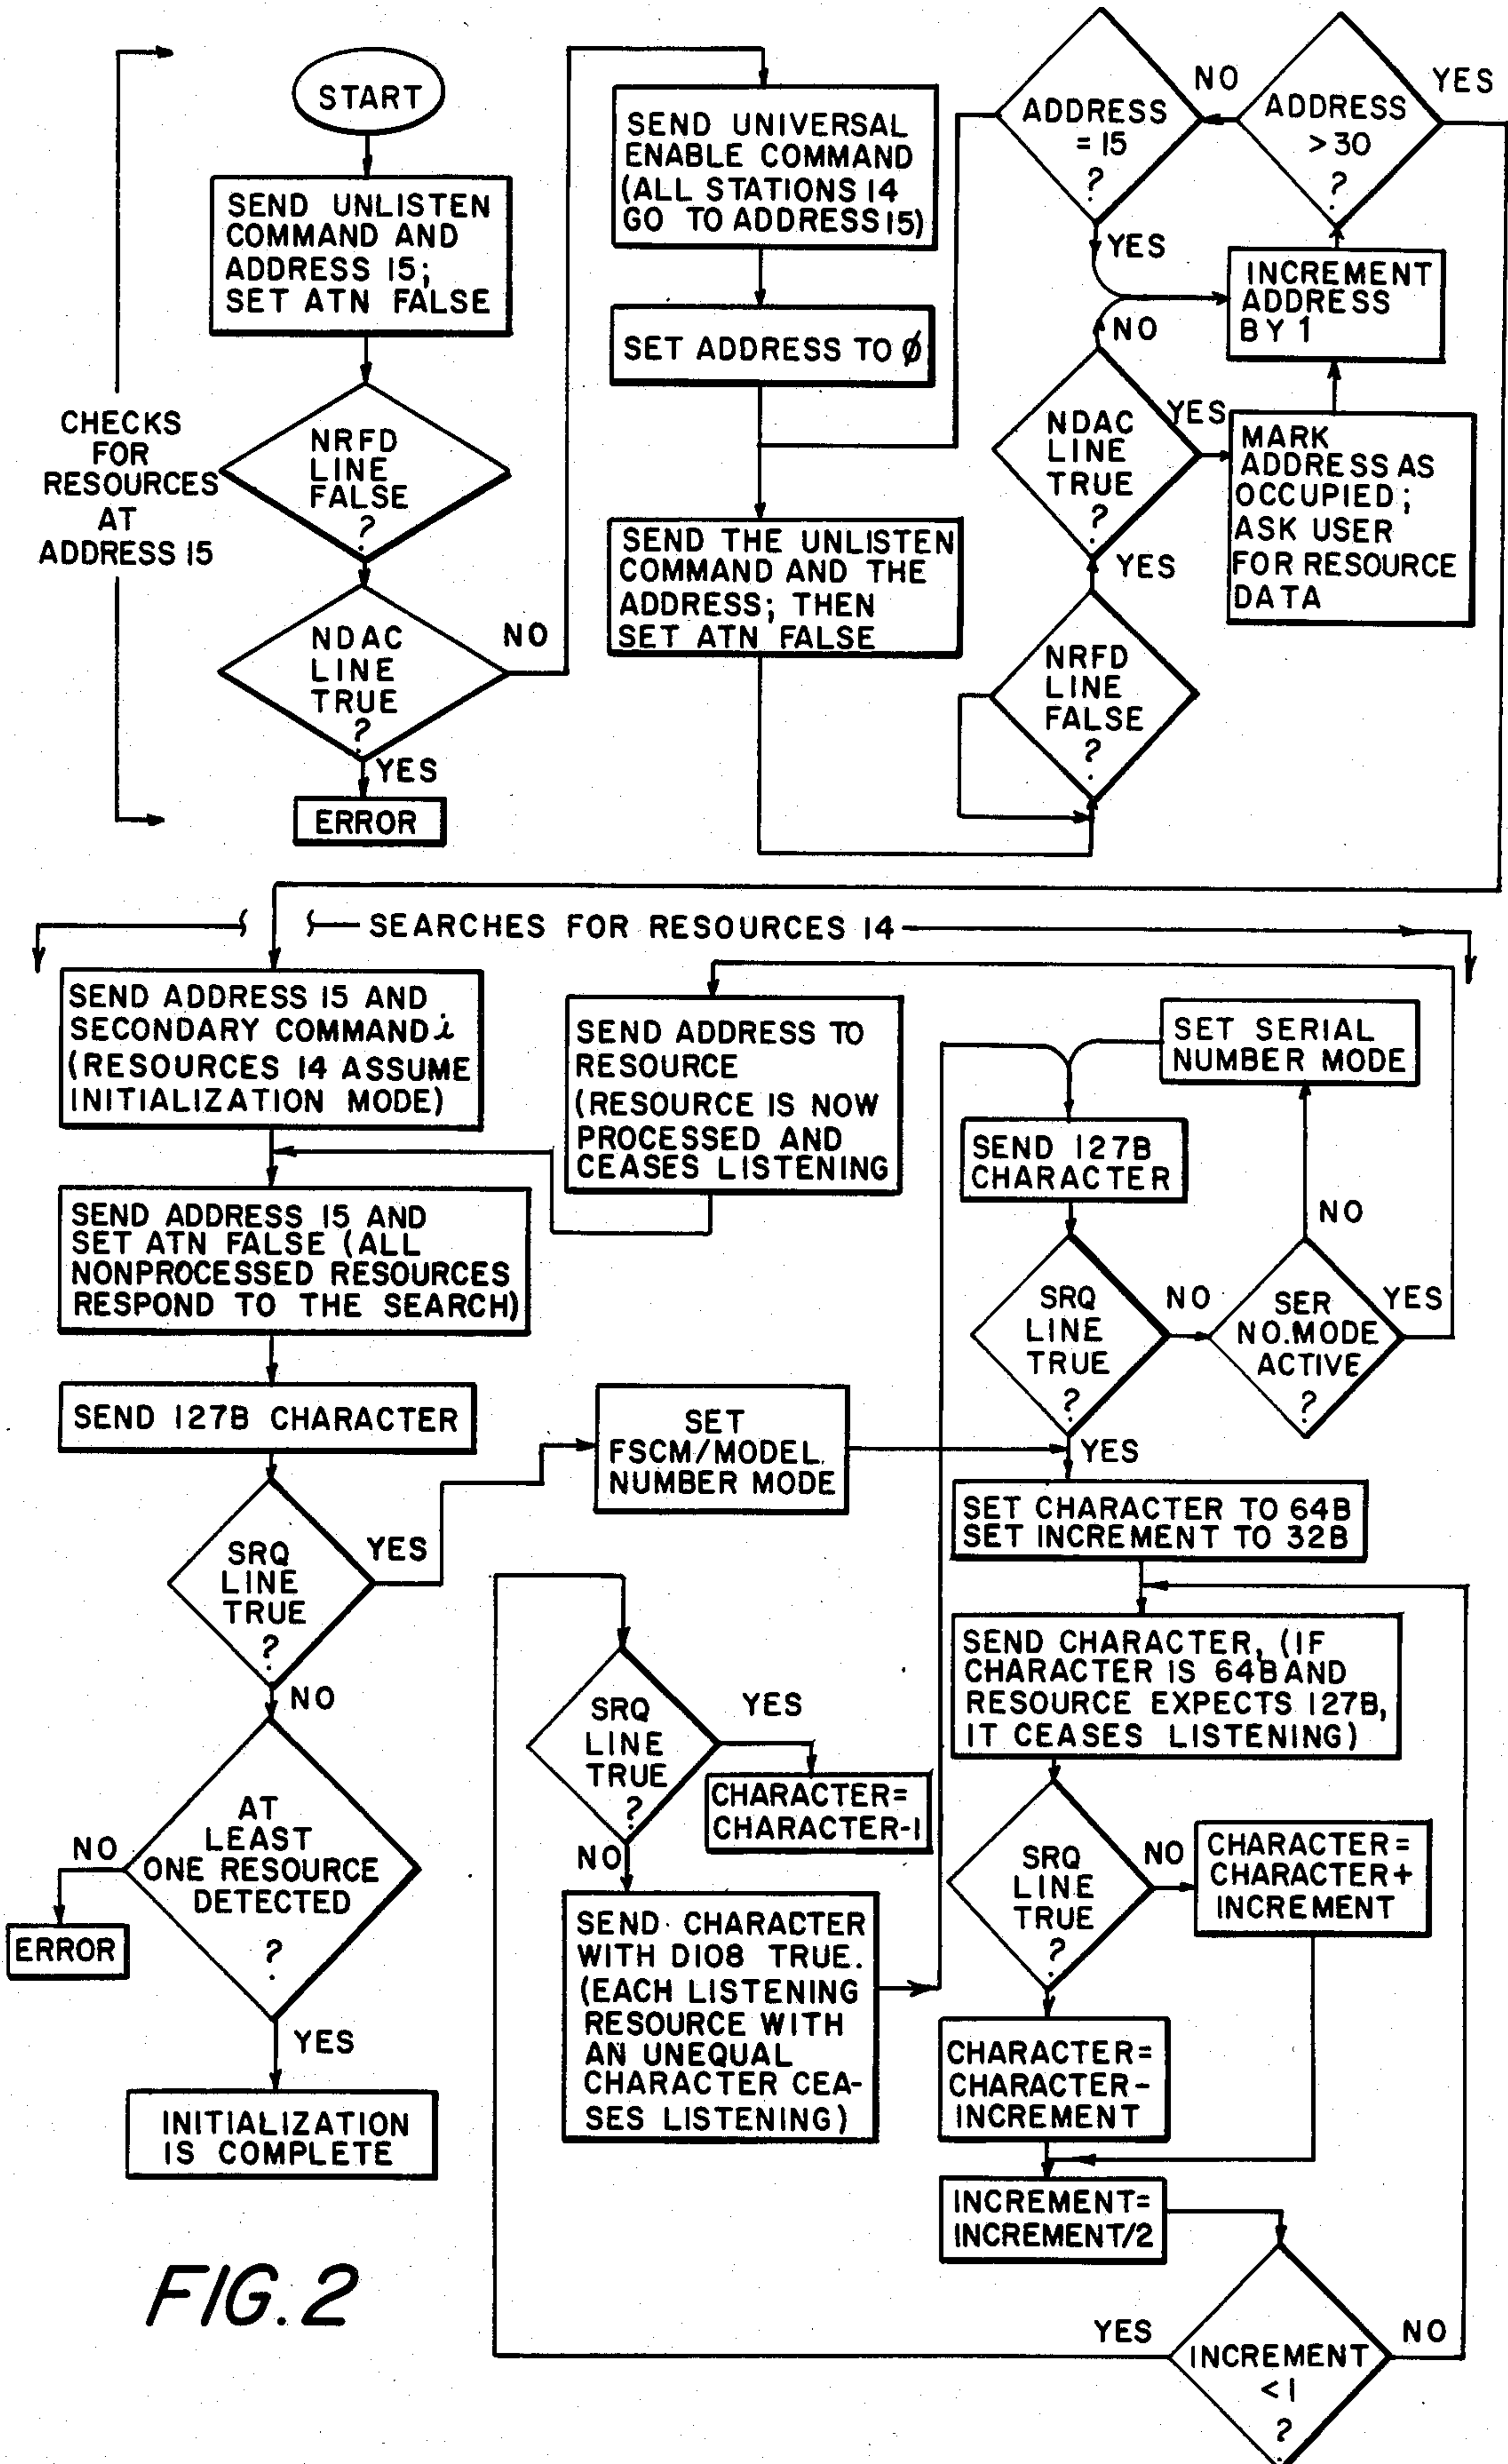 START
SEND UNLISTEN
COMMAND AND
ADDRESS 15;
SET ATN FALSE
CHECKS
FOR
RESOURCES
AT
ADDRESS 15
NRFD
LINE
FALSE
?
NDAC
LINE
TRUE
?
NO
YES
ERROR
SEND UNIVERSAL
ENABLE COMMAND
(ALL STATIONS 14
GO TO ADDRESS 15)
SET ADDRESS TO Ø
SEND THE UNLISTEN
COMMAND AND THE
ADDRESS; THEN
SET ATN FALSE
ADDRESS
= 15
?
NO
YES
ADDRESS
> 30
?
YES
INCREMENT
ADDRESS
BY 1
NO
NDAC
LINE
TRUE
?
YES
YES
MARK
ADDRESS AS
OCCUPIED;
ASK USER
FOR RESOURCE
DATA
NRFD
LINE
FALSE
?
SEARCHES FOR RESOURCES 14
SEND ADDRESS 15 AND
SECONDARY COMMAND i
(RESOURCES 14 ASSUME
INITIALIZATION MODE)
SEND ADDRESS 15 AND
SET ATN FALSE (ALL
NONPROCESSED RESOURCES
RESPOND TO THE SEARCH)
SEND 127B CHARACTER
SRQ
LINE
TRUE
?
YES
NO
AT
LEAST
ONE RESOURCE
DETECTED
?
NO
ERROR
YES
INITIALIZATION
IS COMPLETE
SEND ADDRESS TO
RESOURCE
(RESOURCE IS NOW
PROCESSED AND
CEASES LISTENING
SET
FSCM/MODEL
NUMBER MODE
SET SERIAL
NUMBER MODE
SEND 127B
CHARACTER
NO
SRQ
LINE
TRUE
?
NO
YES
SER
NO. MODE
ACTIVE
?
YES
SET CHARACTER TO 64B
SET INCREMENT TO 32B
SEND CHARACTER, (IF
CHARACTER IS 64B AND
RESOURCE EXPECTS 127B,
IT CEASES LISTENING)
SRQ
LINE
TRUE
?
YES
NO
CHARACTER=
CHARACTER-1
SEND CHARACTER
WITH DIO8 TRUE.
(EACH LISTENING
RESOURCE WITH
AN UNEQUAL
CHARACTER CEA-
SES LISTENING)
SRQ
LINE
TRUE
?
NO
CHARACTER=
CHARACTER+
INCREMENT
CHARACTER=
CHARACTER-
INCREMENT
INCREMENT=
INCREMENT/2
INCREMENT
< 1
?
YES
NO
FIG. 2